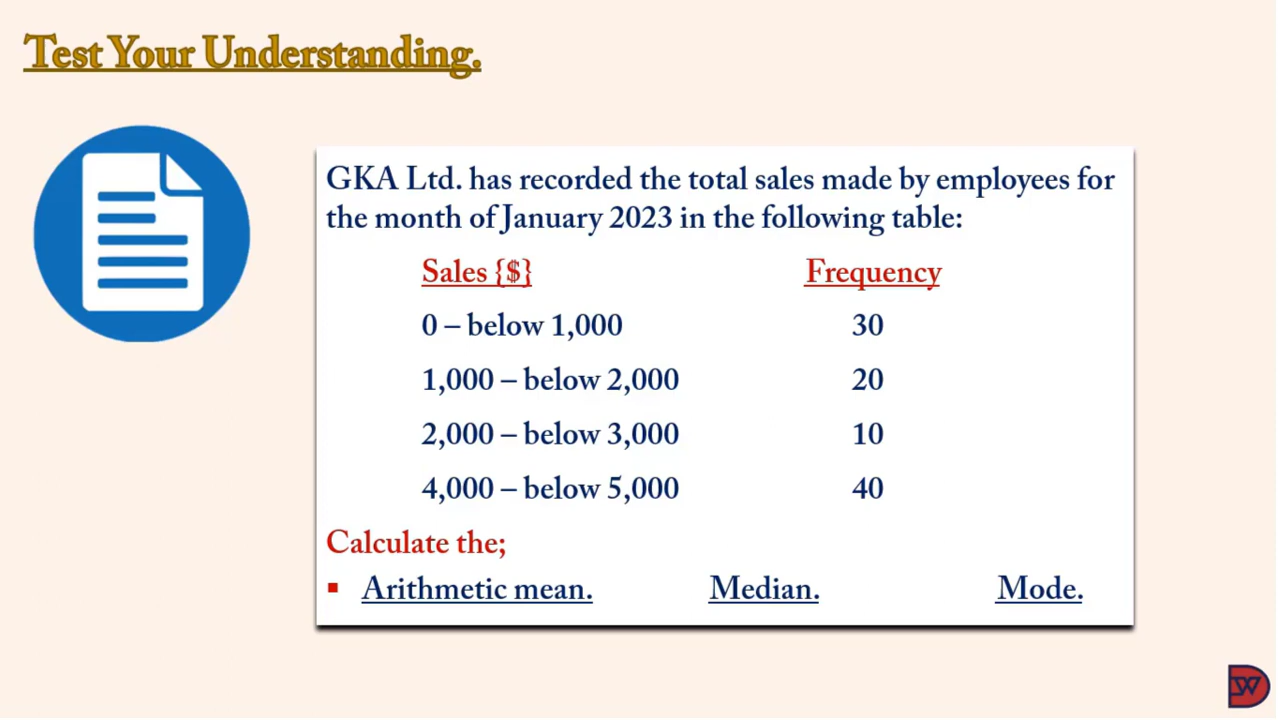 Test Your Understanding.
GKA Ltd. has recorded the total sales made by employees for
the month of January 2023 in the following table:
Sales {$} Frequency
0 – below 1,000 30
1,000 – below 2,000 20
2,000 – below 3,000 10
4,000 – below 5,000 40
Calculate the;
▪ Arithmetic mean. Median. Mode.
DW